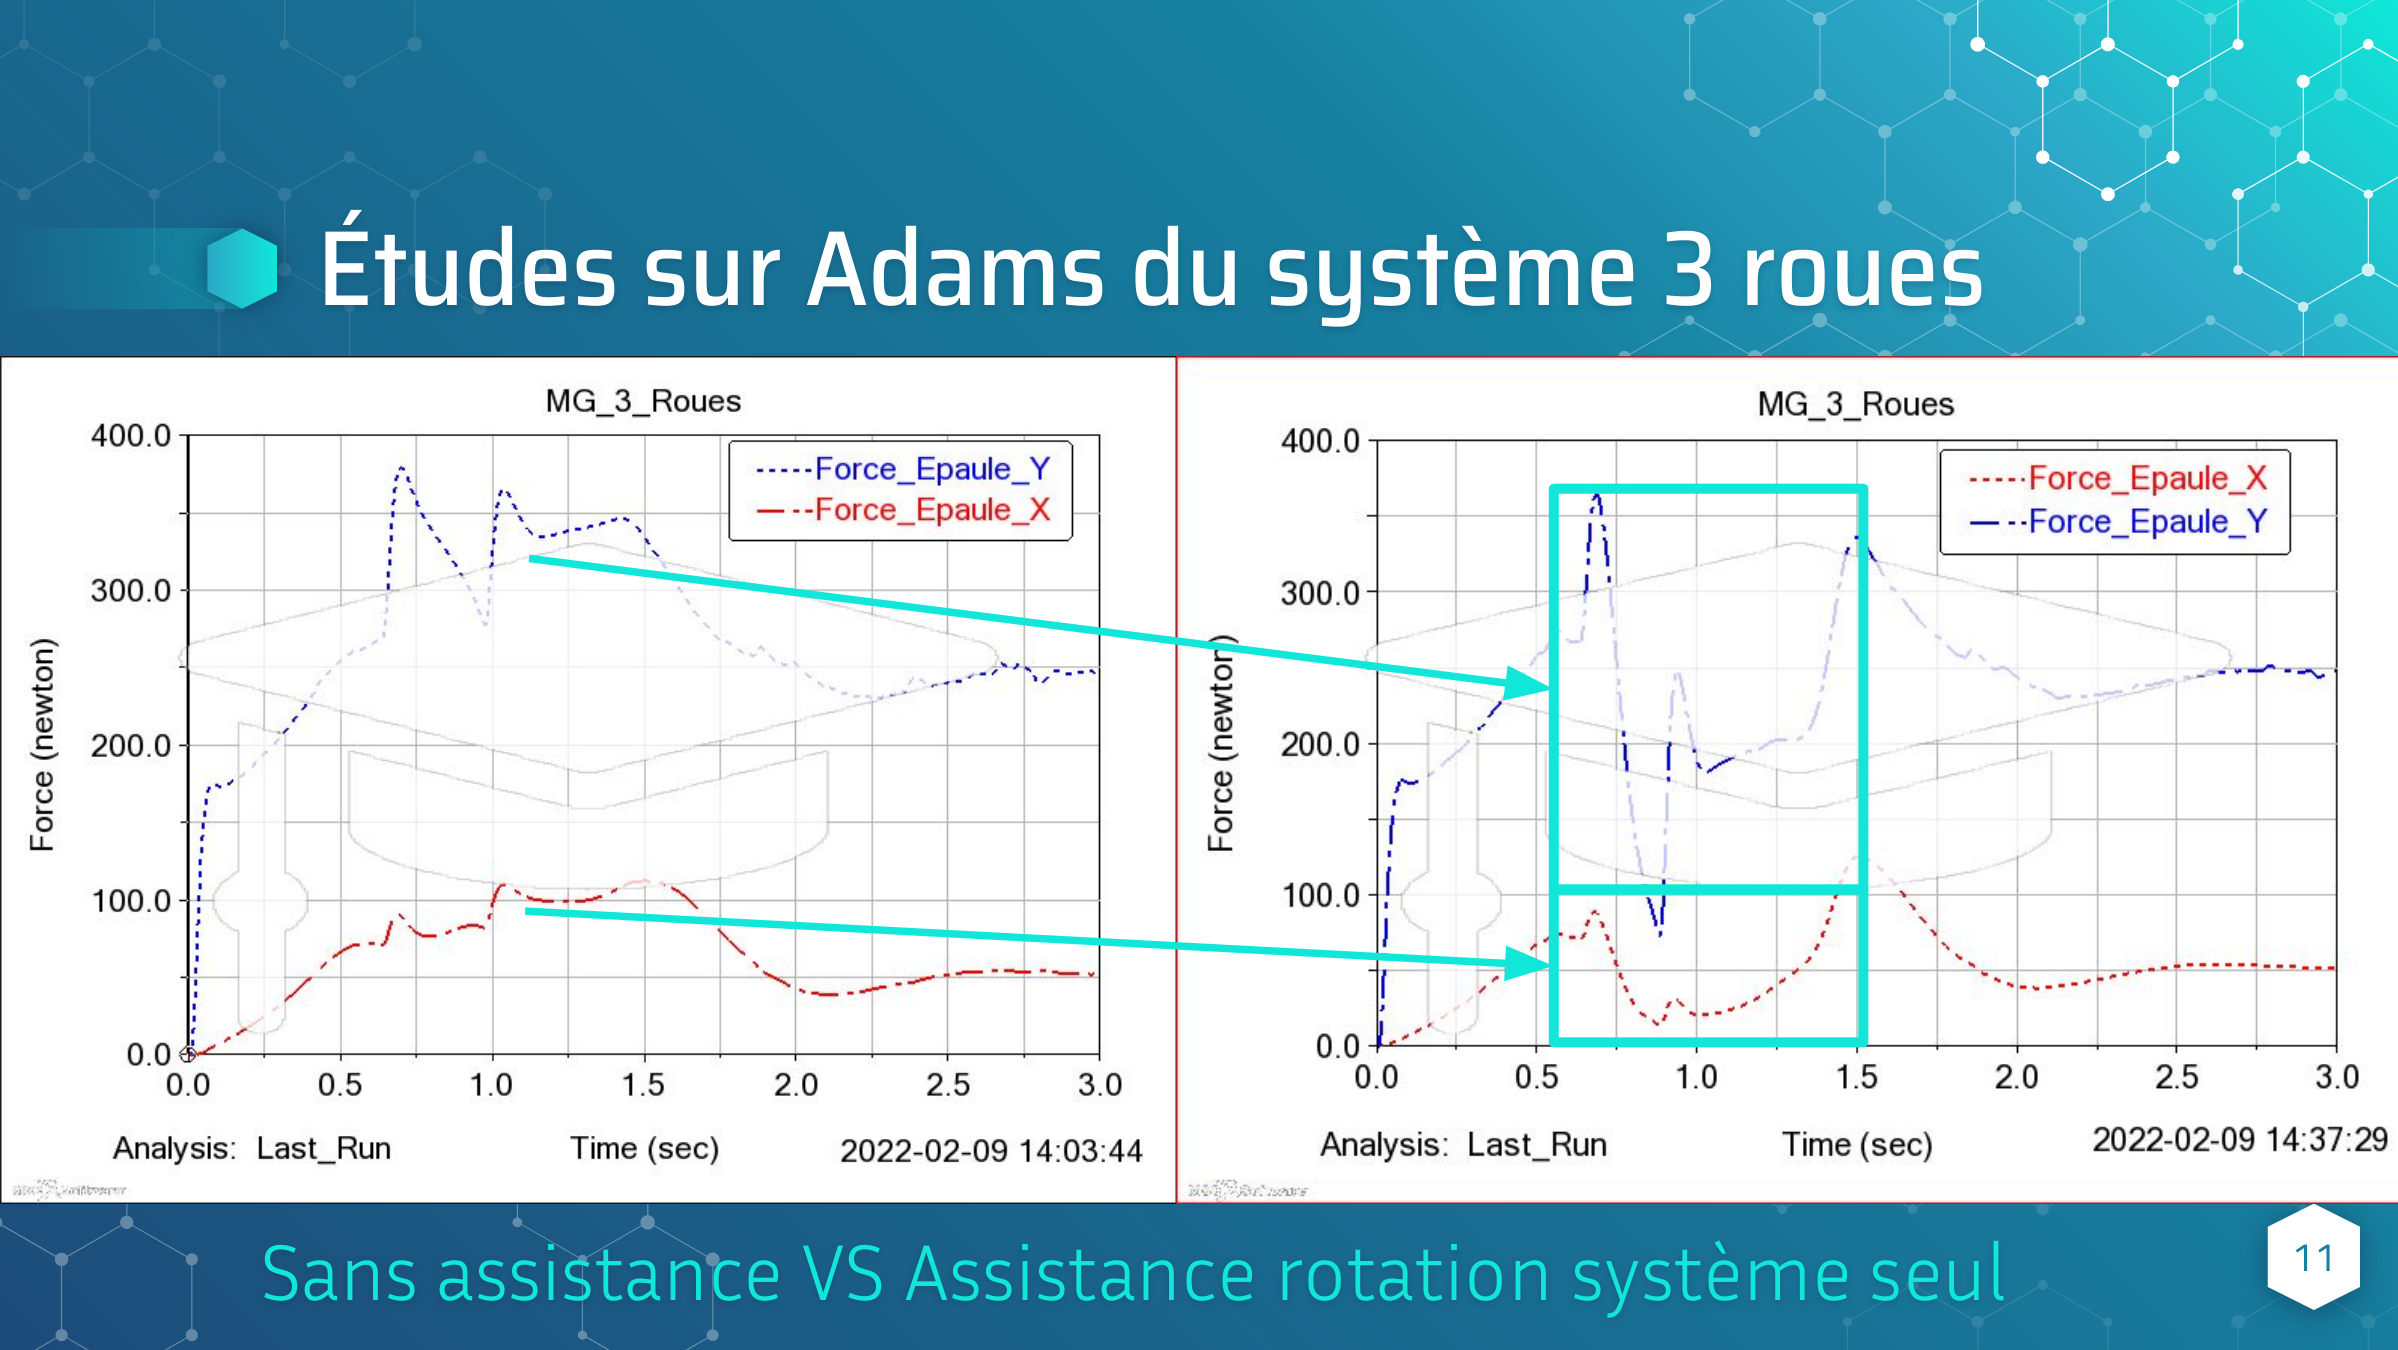 Études sur Adams du système 3 roues
MG_3_Roues
400.0
300.0
200.0
100.0
0.0
Force (newton)
Force_Epaule_Y
Force_Epaule_X
0.0 0.5 1.0 1.5 2.0 2.5 3.0
Analysis: Last_Run Time (sec) 2022-02-09 14:03:44
MG_3_Roues
400.0
300.0
200.0
100.0
0.0
Force (newton)
Force_Epaule_X
Force_Epaule_Y
0.0 0.5 1.0 1.5 2.0 2.5 3.0
Analysis: Last_Run Time (sec) 2022-02-09 14:37:29
Sans assistance VS Assistance rotation système seul
11